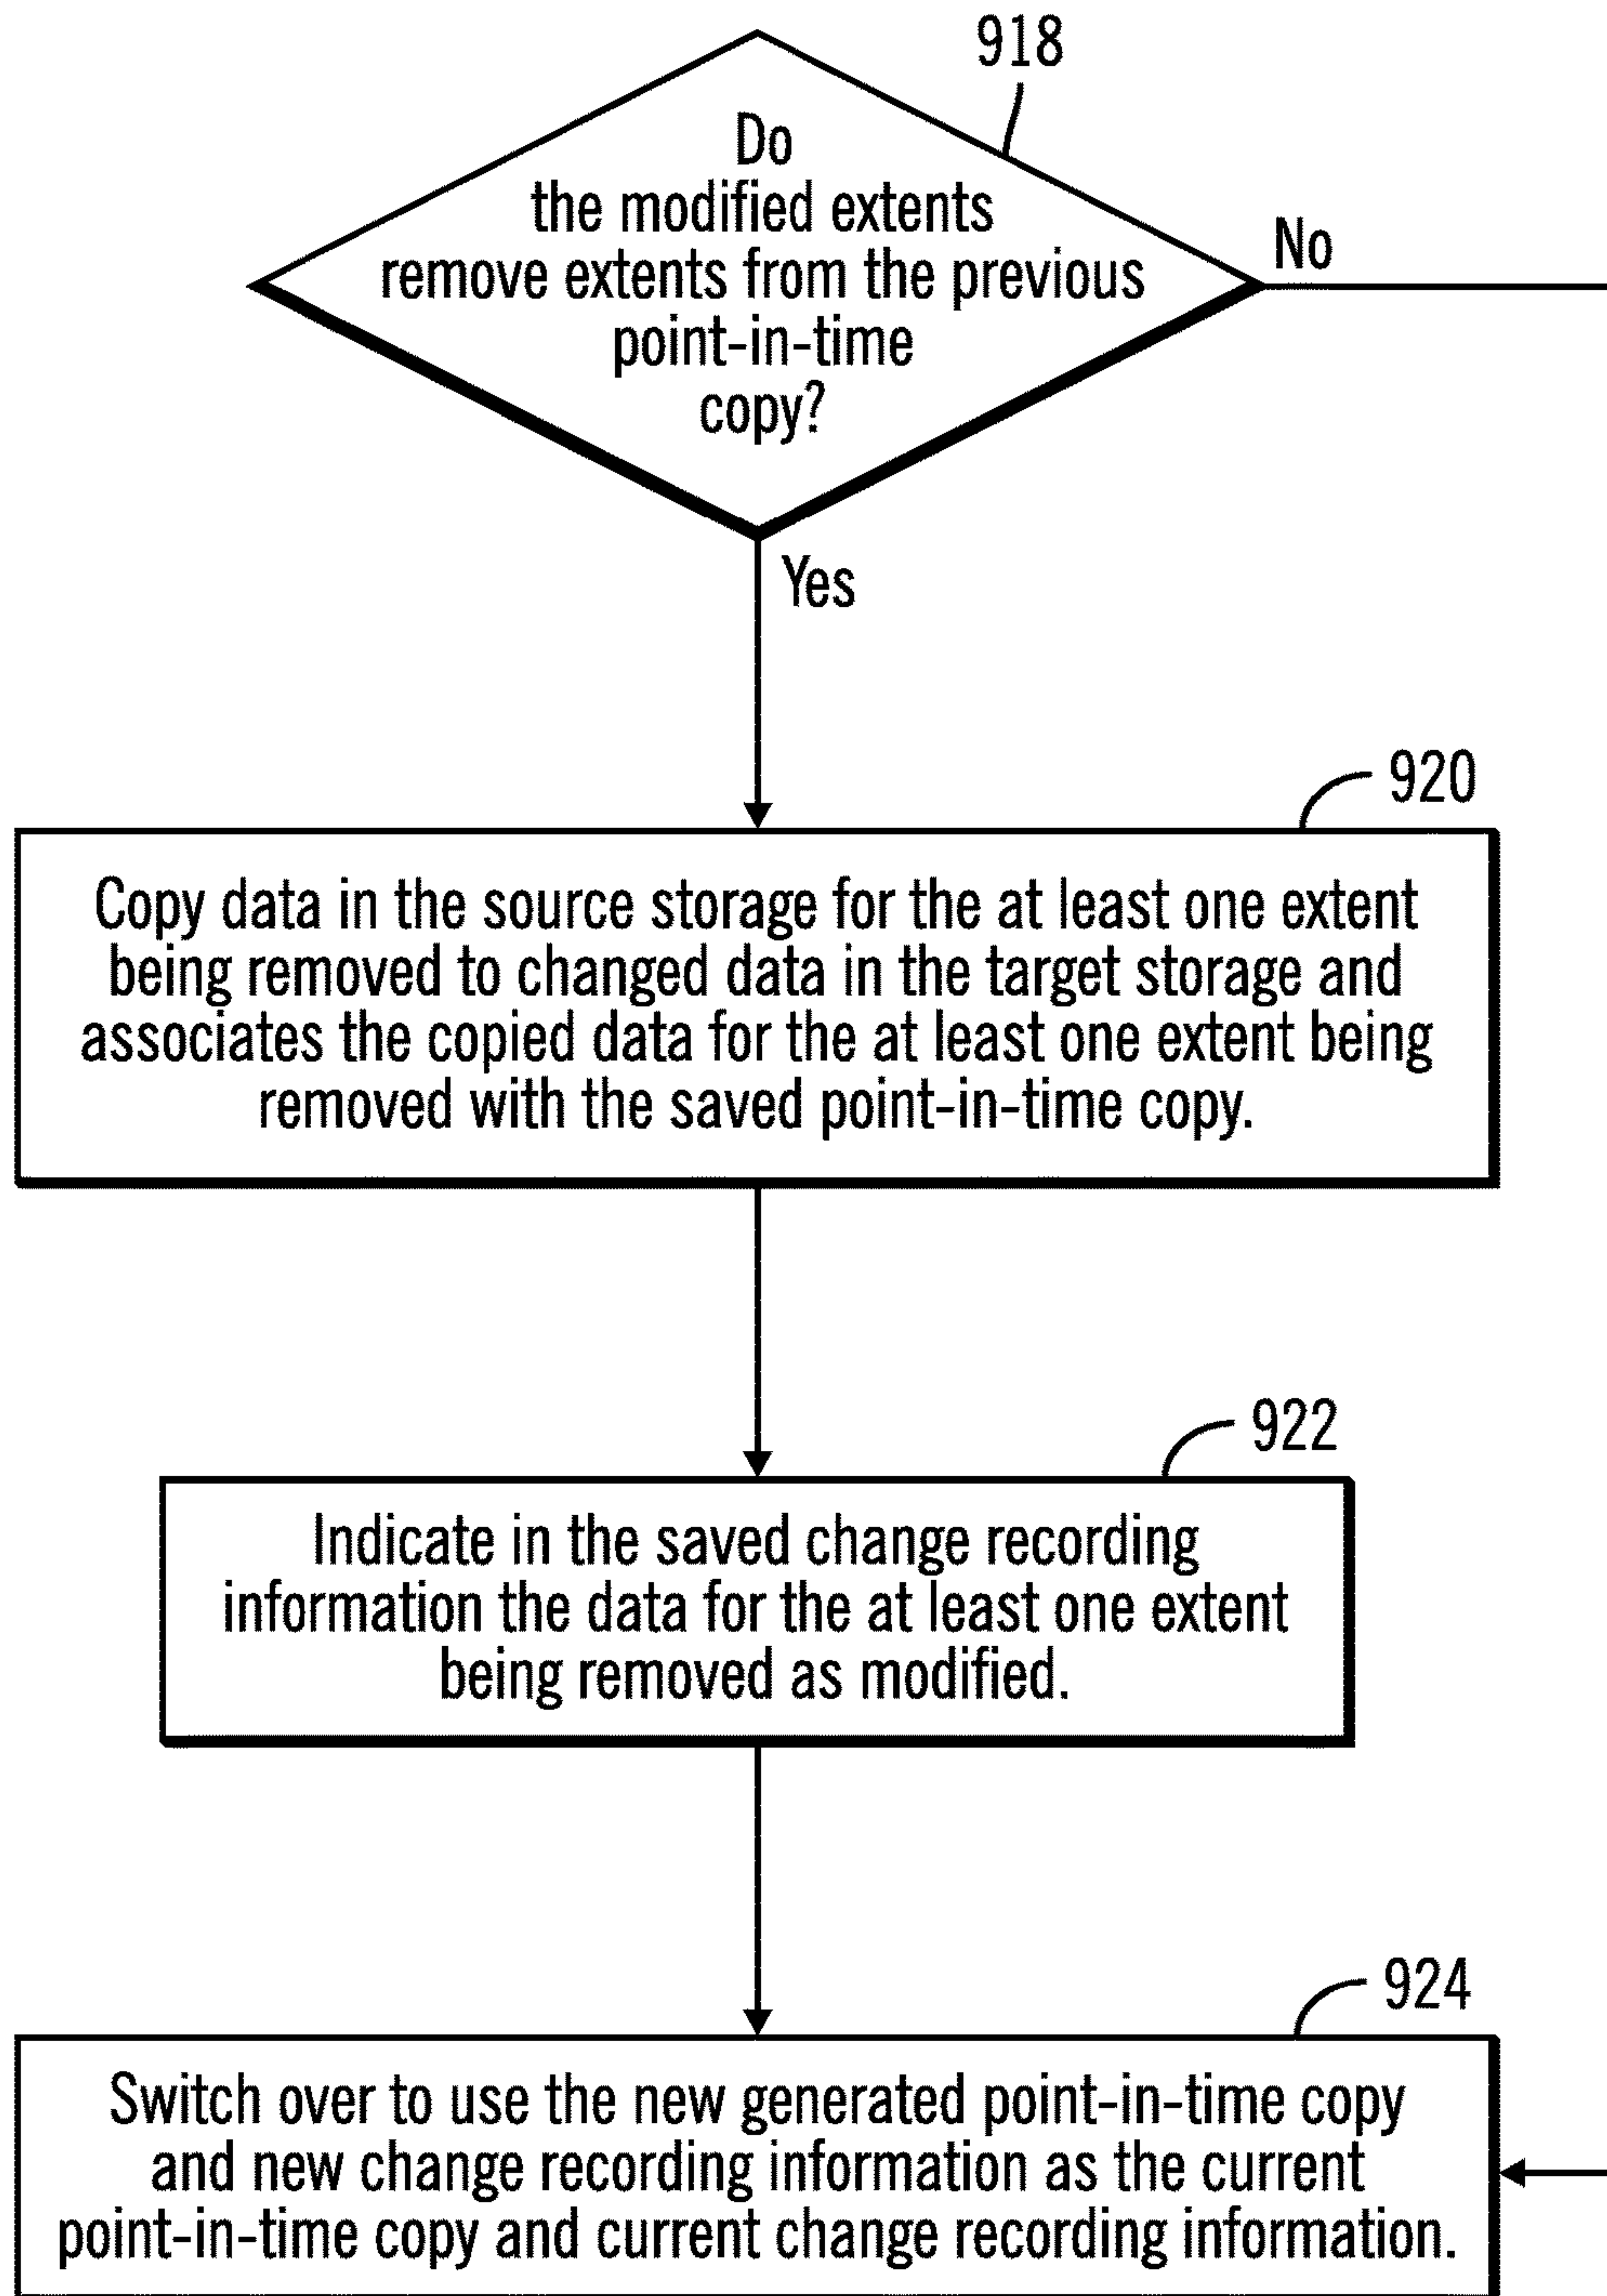 918
Do
the modified extents
remove extents from the previous
point-in-time
copy?
No
Yes
920
Copy data in the source storage for the at least one extent
being removed to changed data in the target storage and
associates the copied data for the at least one extent being
removed with the saved point-in-time copy.
922
Indicate in the saved change recording
information the data for the at least one extent
being removed as modified.
924
Switch over to use the new generated point-in-time copy
and new change recording information as the current
point-in-time copy and current change recording information.